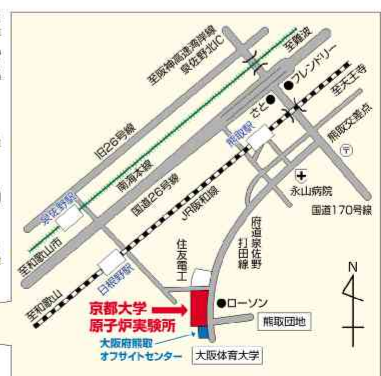 至阪神高速湾岸線
泉佐野北IC
至難波
フレンドリー
さと
至天王寺
旧26号線
熊取駅
熊取交差点
〒
南海本線
国道26号線
JR阪和線
永山病院
国道170号線
泉佐野駅
至和歌山市
日根野駅
住友電工
府道泉佐野
打田線
至和歌山
京都大学
原子炉実験所
ローソン
熊取団地
大阪府熊取
オフサイトセンター
大阪体育大学
N